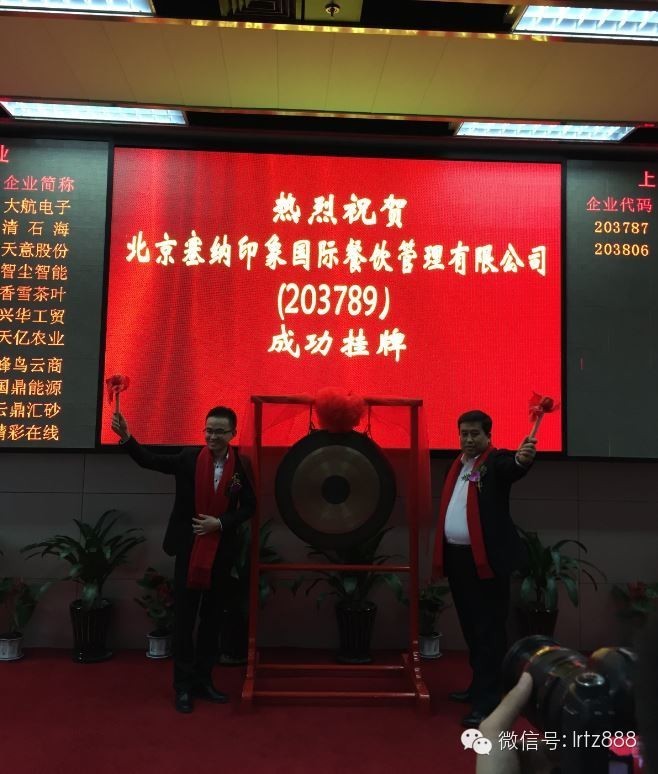 业
企业简称
大航电子
清石海
天意股份
智尘智能
香雪茶叶
兴华工贸
天亿农业
蜂鸟云商
国鼎能源
云鼎汇砂
精彩在线
热烈祝贺
北京塞纳印象国际餐饮管理有限公司
(203789)
成功挂牌
上
企业代码
203787
203806
微信号: lrtz888